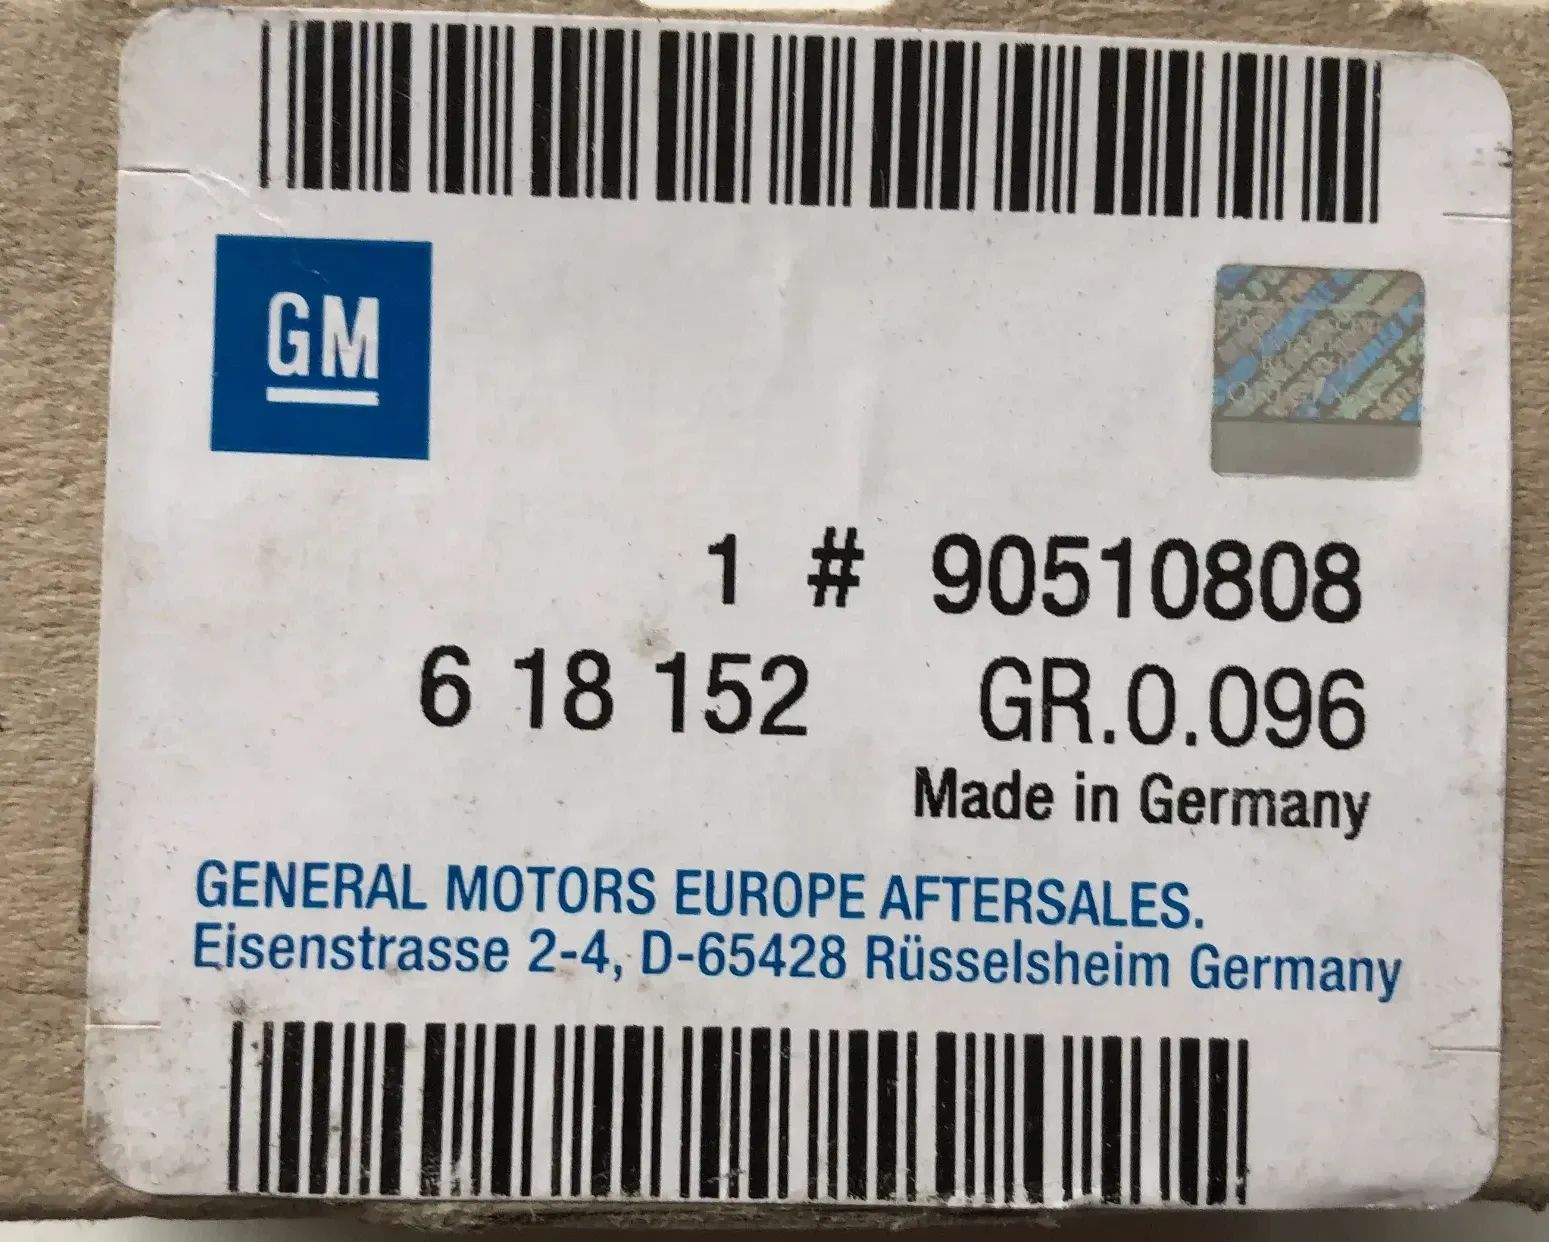 GM
1 # 90510808
6 18 152 GR.0.096
Made in Germany
GENERAL MOTORS EUROPE AFTERSALES.
Eisenstrasse 2-4, D-65428 Rüsselsheim Germany